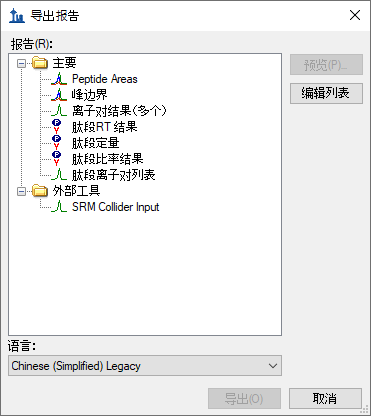 导出报告
报告(R):
预览(P)...
编辑列表
主要
Peptide Areas
峰边界
离子对结果(多个)
肽段RT 结果
肽段定量
肽段比率结果
肽段离子对列表
外部工具
SRM Collider Input
语言:
Chinese (Simplified) Legacy
导出(O)
取消